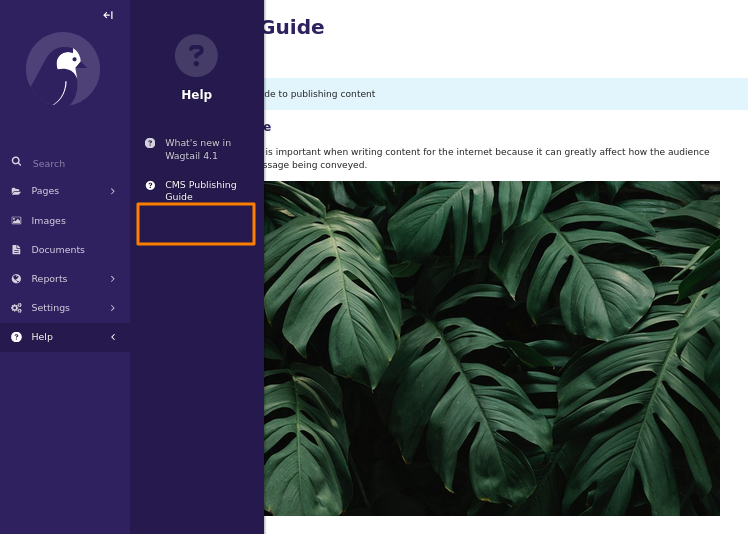 Guide
Help
de to publishing content
e
What's new in
Wagtail 4.1
is important when writing content for the internet because it can greatly affect how the audience
ssage being conveyed.
Search
CMS Publishing
Guide
Pages
Images
Documents
Reports
Settings
Help